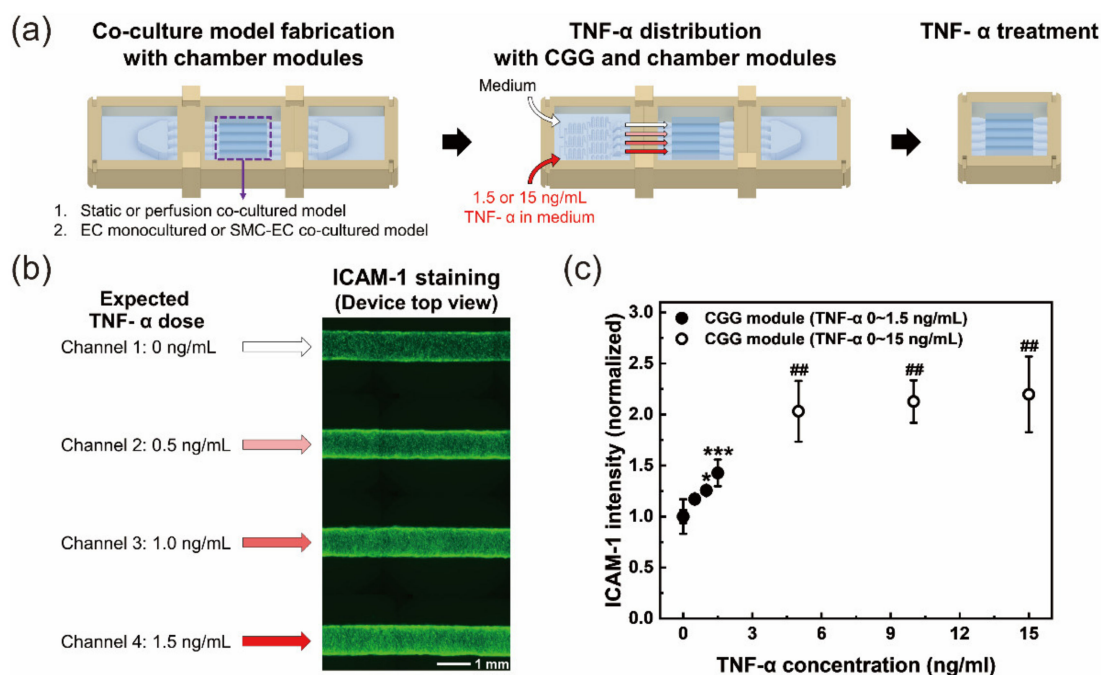 (a)
Co-culture model fabrication
with chamber modules
TNF-α distribution
with CGG and chamber modules
TNF- α treatment
Medium
1.5 or 15 ng/mL
TNF- α in medium
1. Static or perfusion co-cultured model
2. EC monocultured or SMC-EC co-cultured model
(b)
Expected
TNF- α dose
ICAM-1 staining
(Device top view)
Channel 1: 0 ng/mL
Channel 2: 0.5 ng/mL
Channel 3: 1.0 ng/mL
Channel 4: 1.5 ng/mL
1 mm
(c)
ICAM-1 intensity (normalized)
3.0
2.5
2.0
1.5
1.0
0.5
0.0
CGG module (TNF-α 0~1.5 ng/mL)
CGG module (TNF-α 0~15 ng/mL)
##
##
##
***
*
0 3 6 9 12 15
TNF-α concentration (ng/ml)